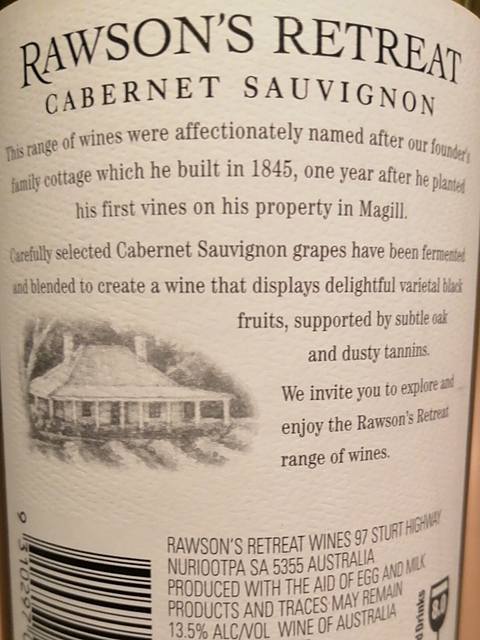 RAWSON'S RETREAT
CABERNET SAUVIGNON
This range of wines were affectionately named after our founder's
family cottage which he built in 1845, one year after he planted
his first vines on his property in Magill.
Carefully selected Cabernet Sauvignon grapes have been fermented
and blended to create a wine that displays delightful varietal black
fruits, supported by subtle oak
and dusty tannins.
We invite you to explore and
enjoy the Rawson's Retreat
range of wines.
RAWSON'S RETREAT WINES 97 STURT HIGHWAY
NURIOOTPA SA 5355 AUSTRALIA
PRODUCED WITH THE AID OF EGG AND MILK
PRODUCTS AND TRACES MAY REMAIN
13.5% ALC/VOL WINE OF AUSTRALIA
9 31029
Drinks